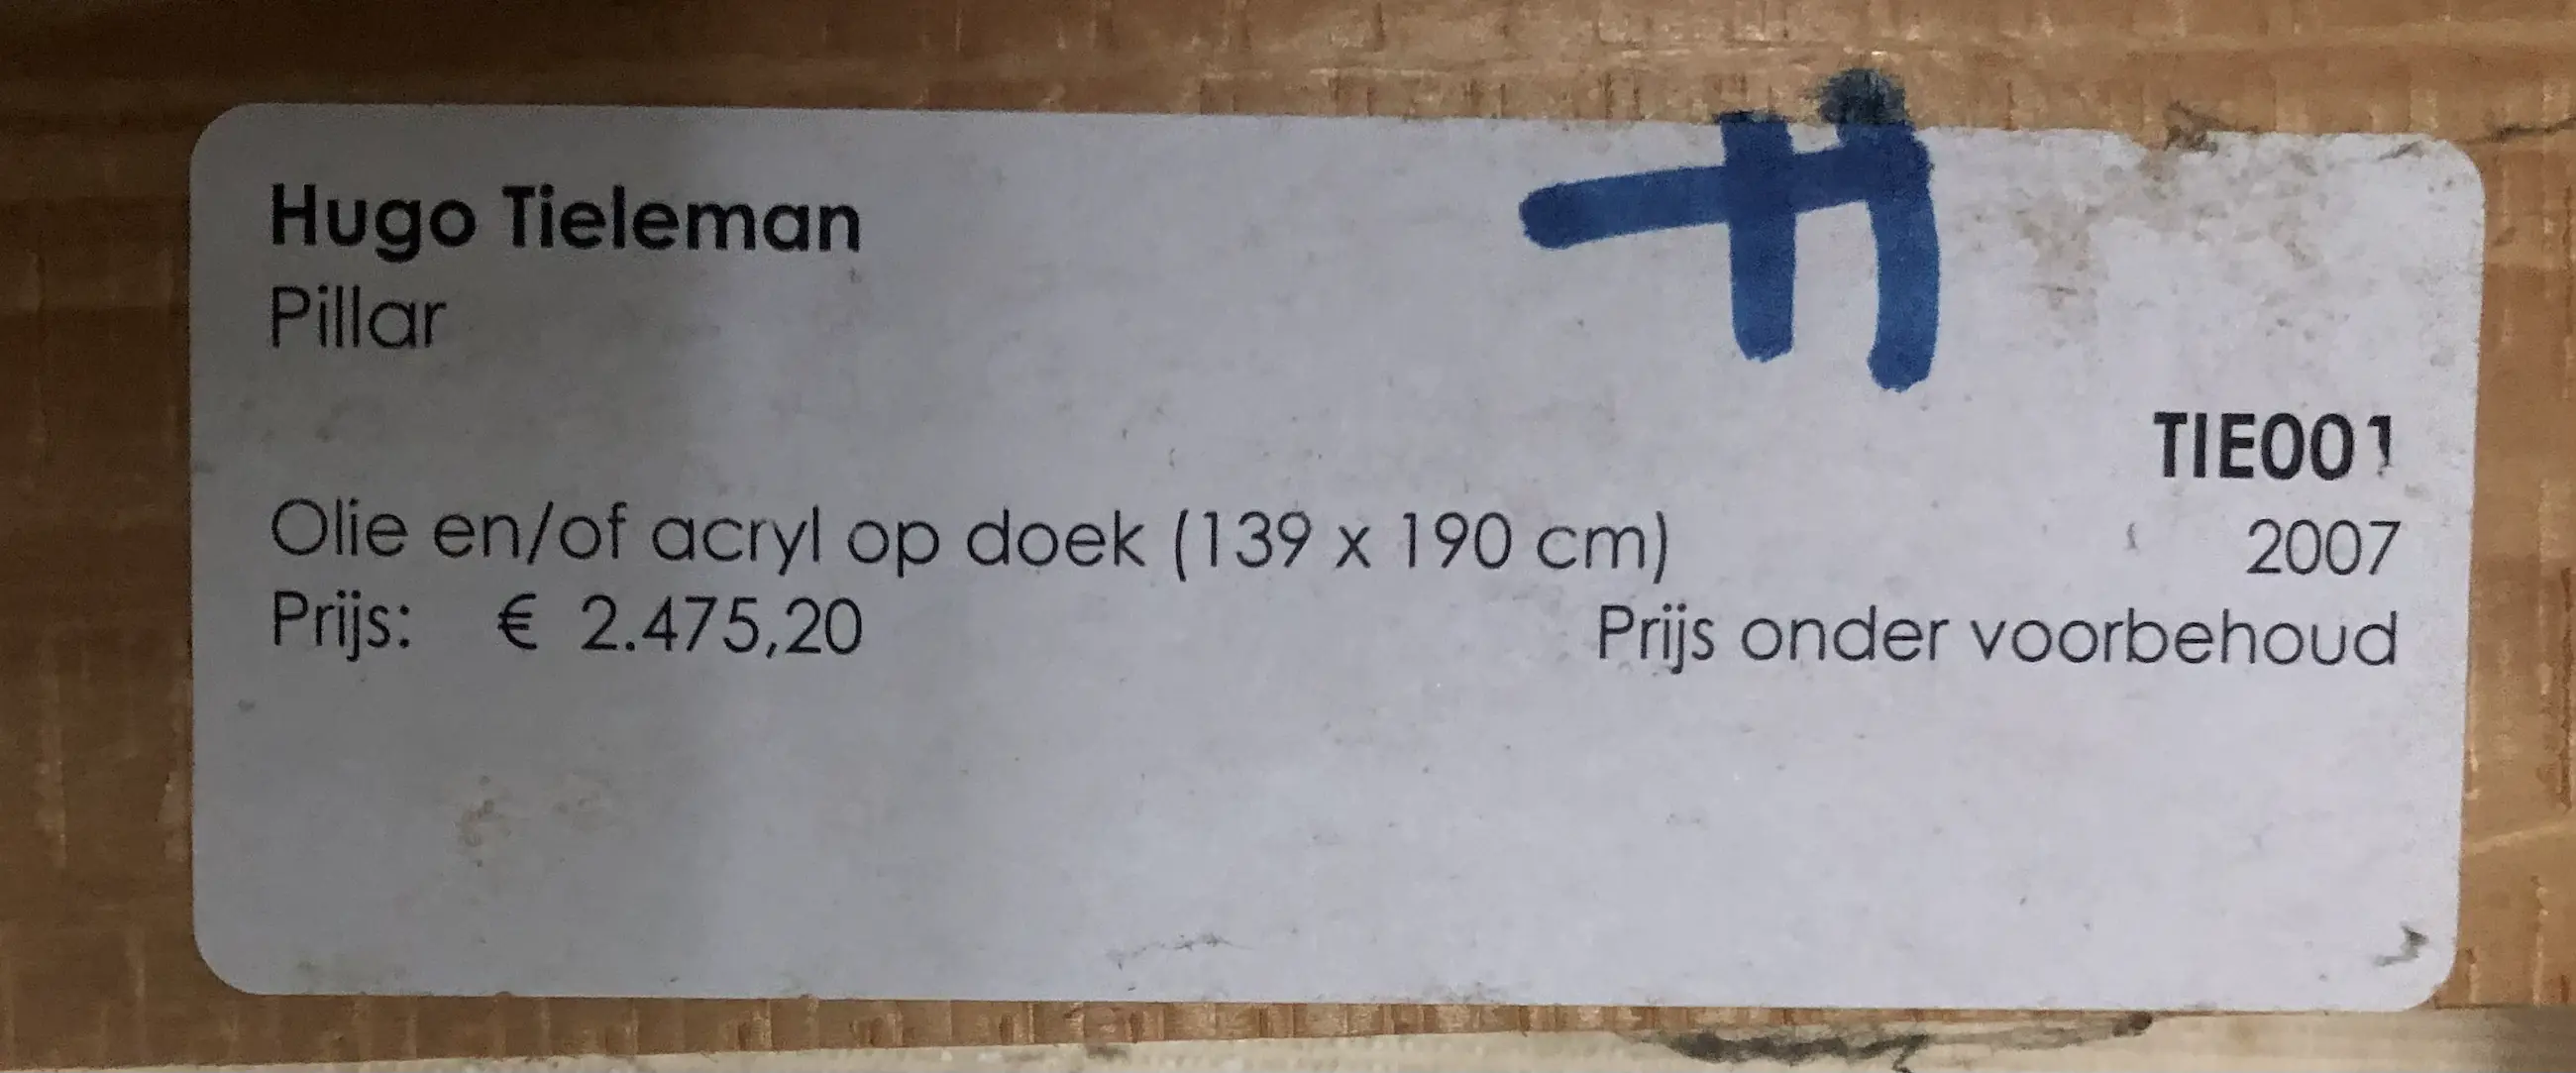 Hugo Tieleman
Pillar
TIE001
Olie en/of acryl op doek (139 x 190 cm)
2007
Prijs: € 2.475,20
Prijs onder voorbehoud